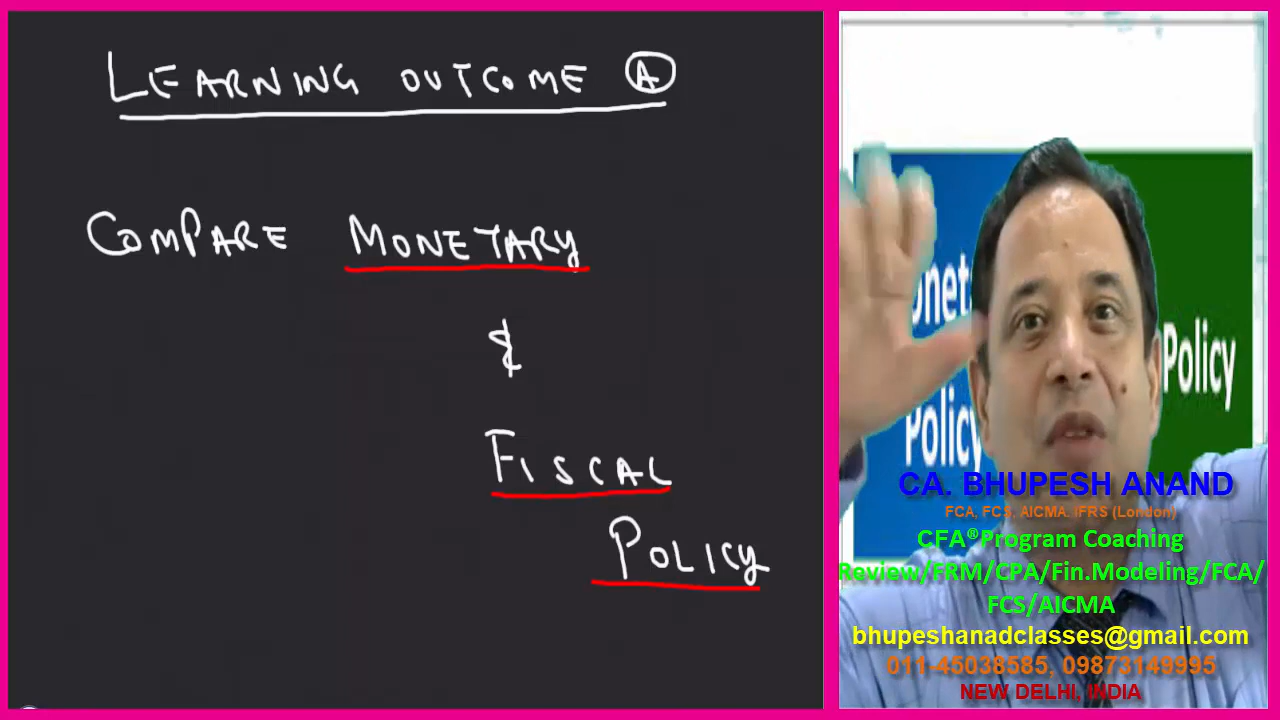 LEARNING OUTCOME A
COMPARE MONETARY
&
FISCAL
POLICY
Policy
Policy
CA. BHUPESH ANAND
FCA, FCS, AICMA. IFRS (London)
CFA®Program Coaching
Review/FRM/CPA/Fin.Modeling/FCA/
FCS/AICMA
bhupeshanadclasses@gmail.com
011-45038585, 09873149995
NEW DELHI, INDIA